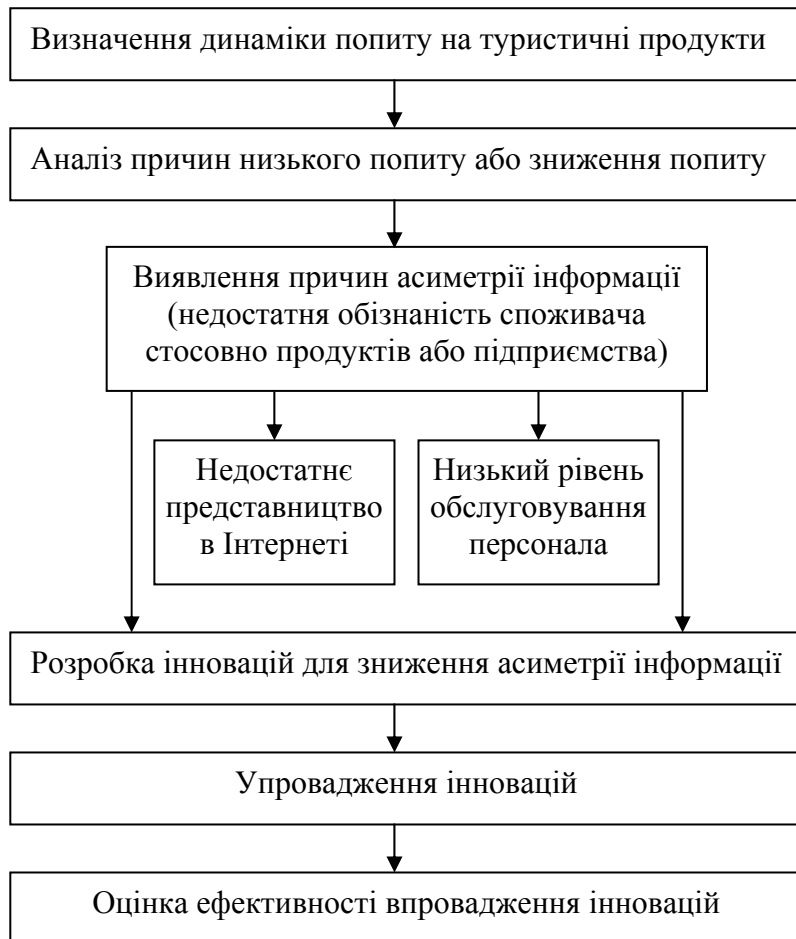 Визначення динаміки попиту на туристичні продукти
Аналіз причин низького попиту або зниження попиту
Виявлення причин асиметрії інформації
(недостатня обізнаність споживача
стосовно продуктів або підприємства)
Недостатнє
представництво
в Інтернеті
Низький рівень
обслуговування
персонала
Розробка інновацій для зниження асиметрії інформації
Упровадження інновацій
Оцінка ефективності впровадження інновацій